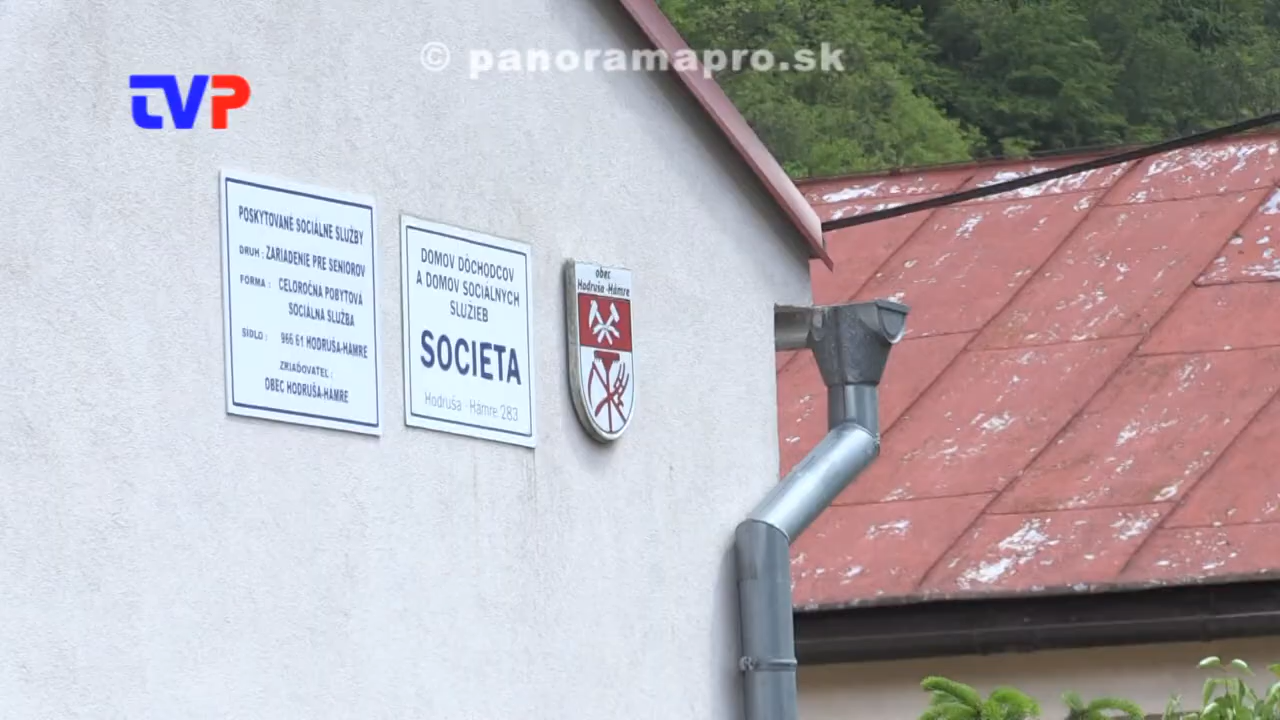 © panoramapro.sk
TVP
POSKYTOVANÉ SOCIÁLNE SLUŽBY
DRUH : ZARIADENIE PRE SENIOROV
FORMA : CELOROČNÁ POBYTOVÁ
SOCIÁLNA SLUŽBA
SÍDLO : 966 61 HODRUŠA-HÁMRE
ZRIAĎOVATEĽ :
OBEC HODRUŠA-HÁMRE
DOMOV DÔCHODCOV
A DOMOV SOCIÁLNYCH
SLUŽIEB
SOCIETA
Hodruša - Hámre 283
obec
Hodruša-Hámre